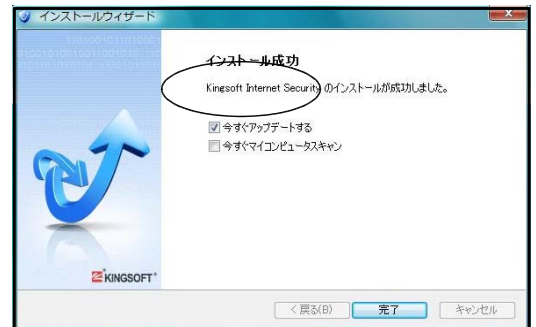 インストールウィザード
インストール成功
Kingsoft Internet Security のインストールが成功しました。
今すぐアップデートする
今すぐマイコンピュータスキャン
KINGSOFT
< 戻る(B)
完了
キャンセル